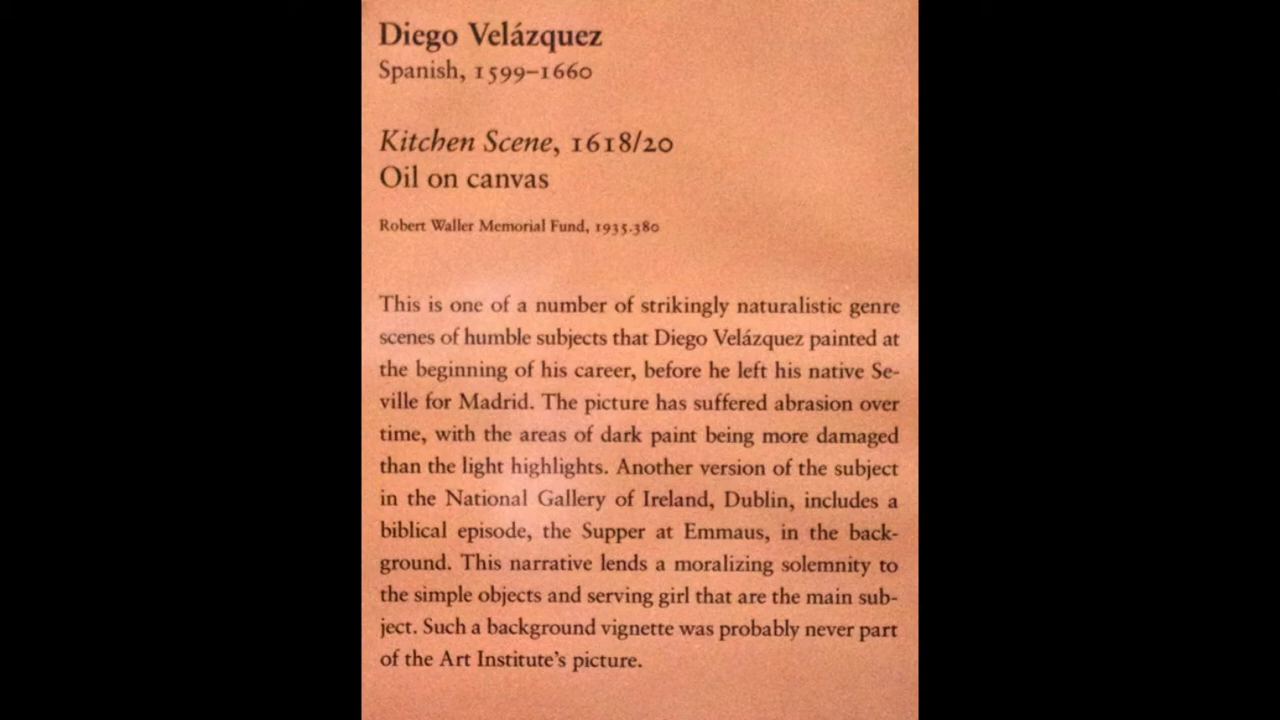 Diego Velázquez
Spanish, 1599–1660
Kitchen Scene, 1618/20
Oil on canvas
Robert Waller Memorial Fund, 1935.380
This is one of a number of strikingly naturalistic genre
scenes of humble subjects that Diego Velázquez painted at
the beginning of his career, before he left his native Se-
ville for Madrid. The picture has suffered abrasion over
time, with the areas of dark paint being more damaged
than the light highlights. Another version of the subject
in the National Gallery of Ireland, Dublin, includes a
biblical episode, the Supper at Emmaus, in the back-
ground. This narrative lends a moralizing solemnity to
the simple objects and serving girl that are the main sub-
ject. Such a background vignette was probably never part
of the Art Institute's picture.